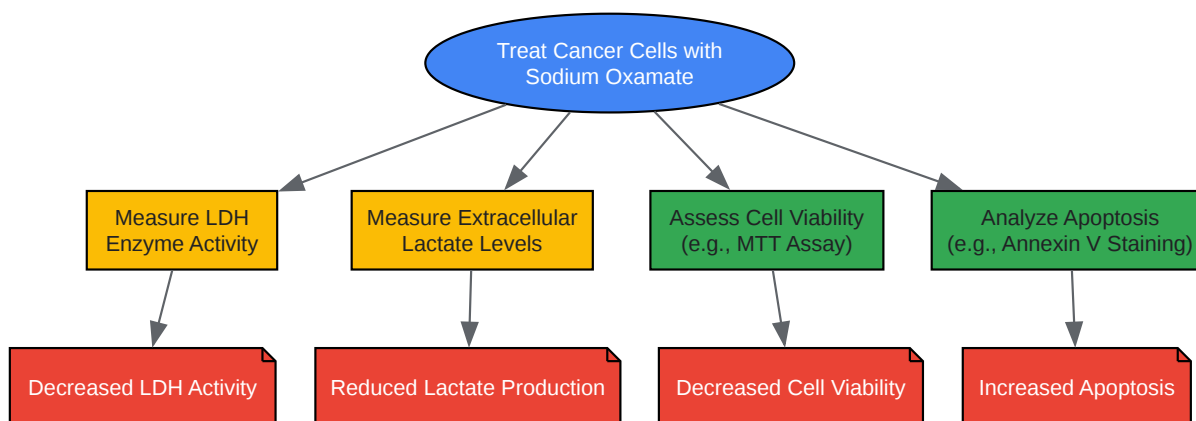 Treat Cancer Cells with
Sodium Oxamate
Measure LDH
Enzyme Activity
Measure Extracellular
Lactate Levels
Assess Cell Viability
(e.g., MTT Assay)
Analyze Apoptosis
(e.g., Annexin V Staining)
Decreased LDH Activity
Reduced Lactate Production
Decreased Cell Viability
Increased Apoptosis